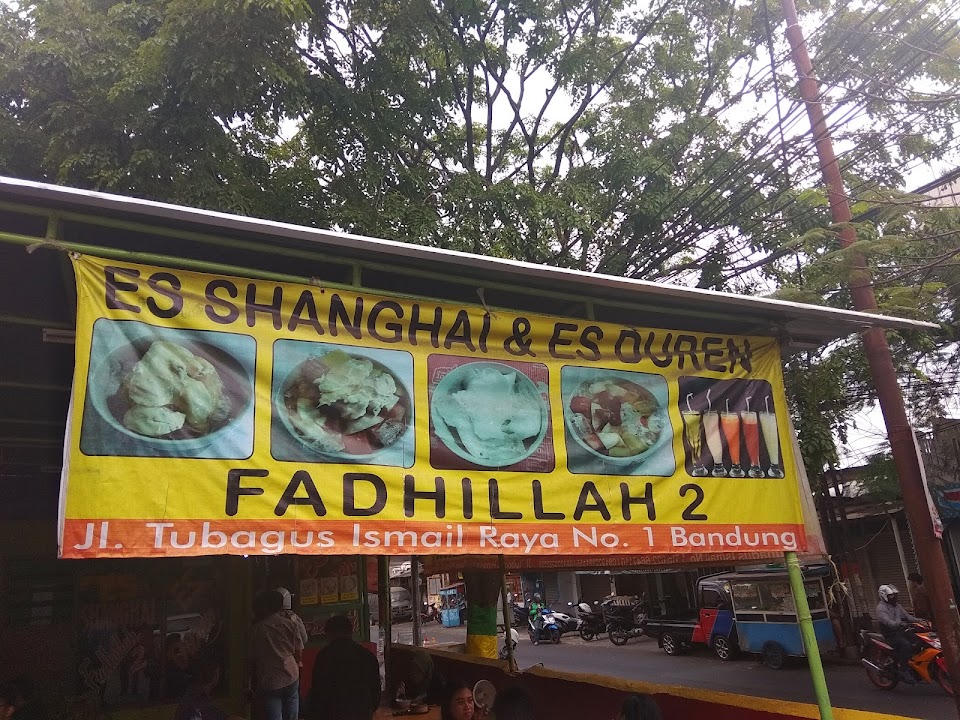 ES SHANGHAI & ES DUREN
FADHILLAH 2
Jl. Tubagus Ismail Raya No. 1 Bandung